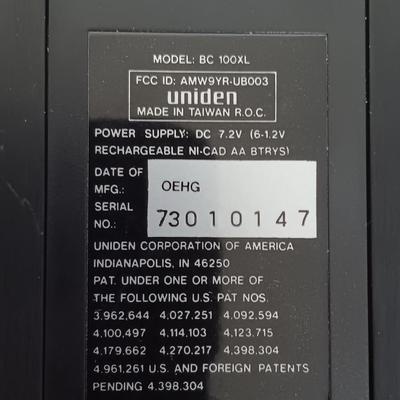 MODEL: BC 100XL
FCC ID: AMW9YR-UB003
uniden
MADE IN TAIWAN R.O.C.
POWER SUPPLY: DC 7.2V (6-1.2V
RECHARGEABLE NI-CAD AA BTRYS)
DATE OF
MFG.: OEHG
SERIAL
NO.: 73010147
UNIDEN CORPORATION OF AMERICA
INDIANAPOLIS, IN 46250
PAT. UNDER ONE OR MORE OF
THE FOLLOWING U.S. PAT NOS.
3.962,644 4.027.251 4.092.594
4.100,497 4.114.103 4.123.715
4.179.662 4.270.217 4.398.304
4.961.261 U.S. AND FOREIGN PATENTS
PENDING 4.398.304